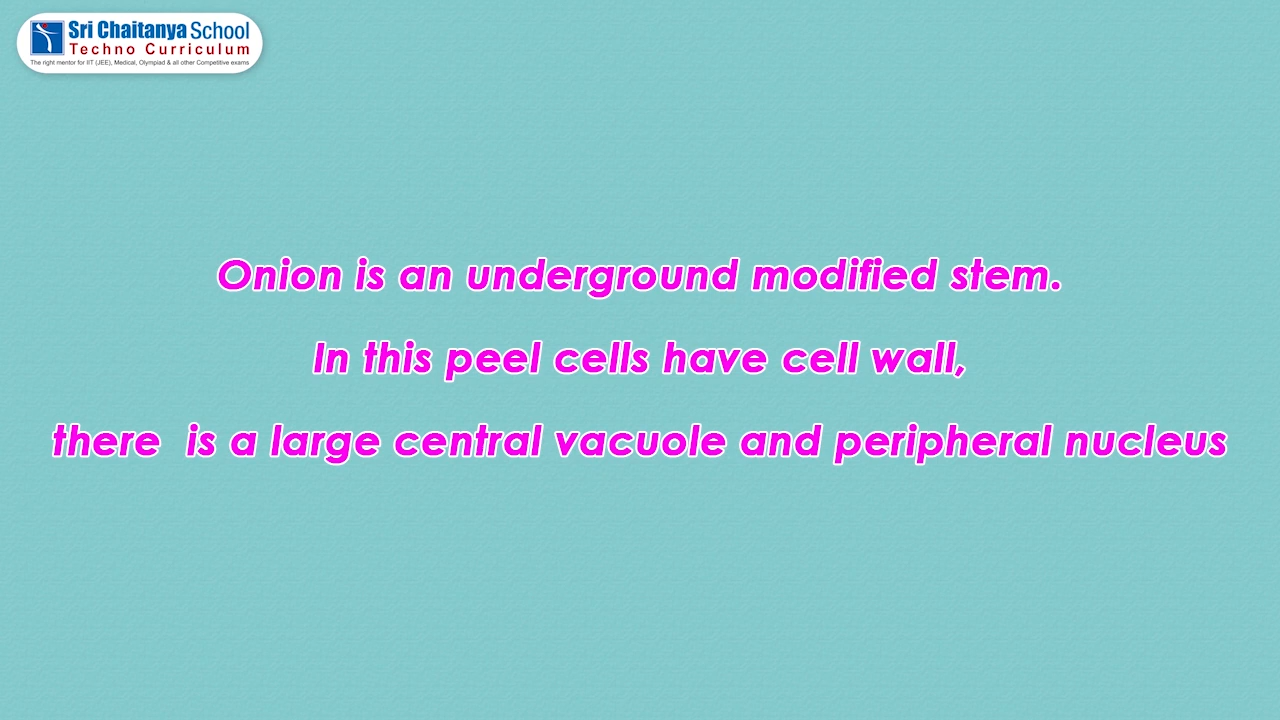 Sri Chaitanya School
Techno Curriculum
The right mentor for IIT (JEE), Medical, Olympiad & all other Competitive exams
Onion is an underground modified stem.
In this peel cells have cell wall,
there  is a large central vacuole and peripheral nucleus